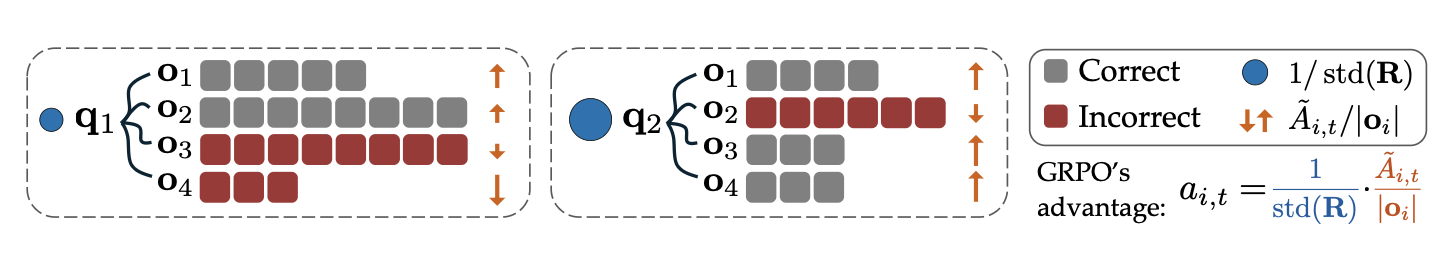 q₁
o₁
o₂
o₃
o₄
q₂
o₁
o₂
o₃
o₄
Correct
1/ std(R)
Incorrect
Ã_{i,t}/|o_i|
GRPO's
advantage:
a_{i,t} = 1/std(R) · Ã_{i,t}/|o_i|